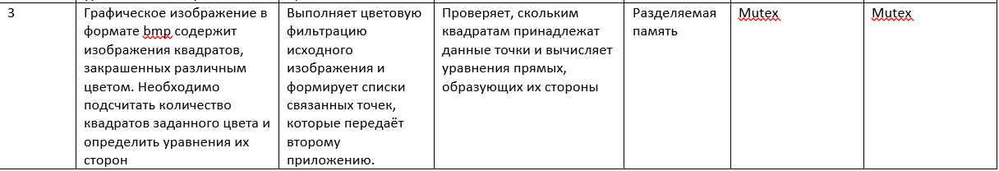 3
Графическое изображение в
формате bmp содержит
изображения квадратов,
закрашенных различным
цветом. Необходимо
подсчитать количество
квадратов заданного цвета и
определить уравнения их
сторон
Выполняет цветовую
фильтрацию
исходного
изображения и
формирует списки
связанных точек,
которые передаёт
второму
приложению.
Проверяет, скольким
квадратам принадлежат
данные точки и вычисляет
уравнения прямых,
образующих их стороны
Разделяемая
память
Mutex
Mutex